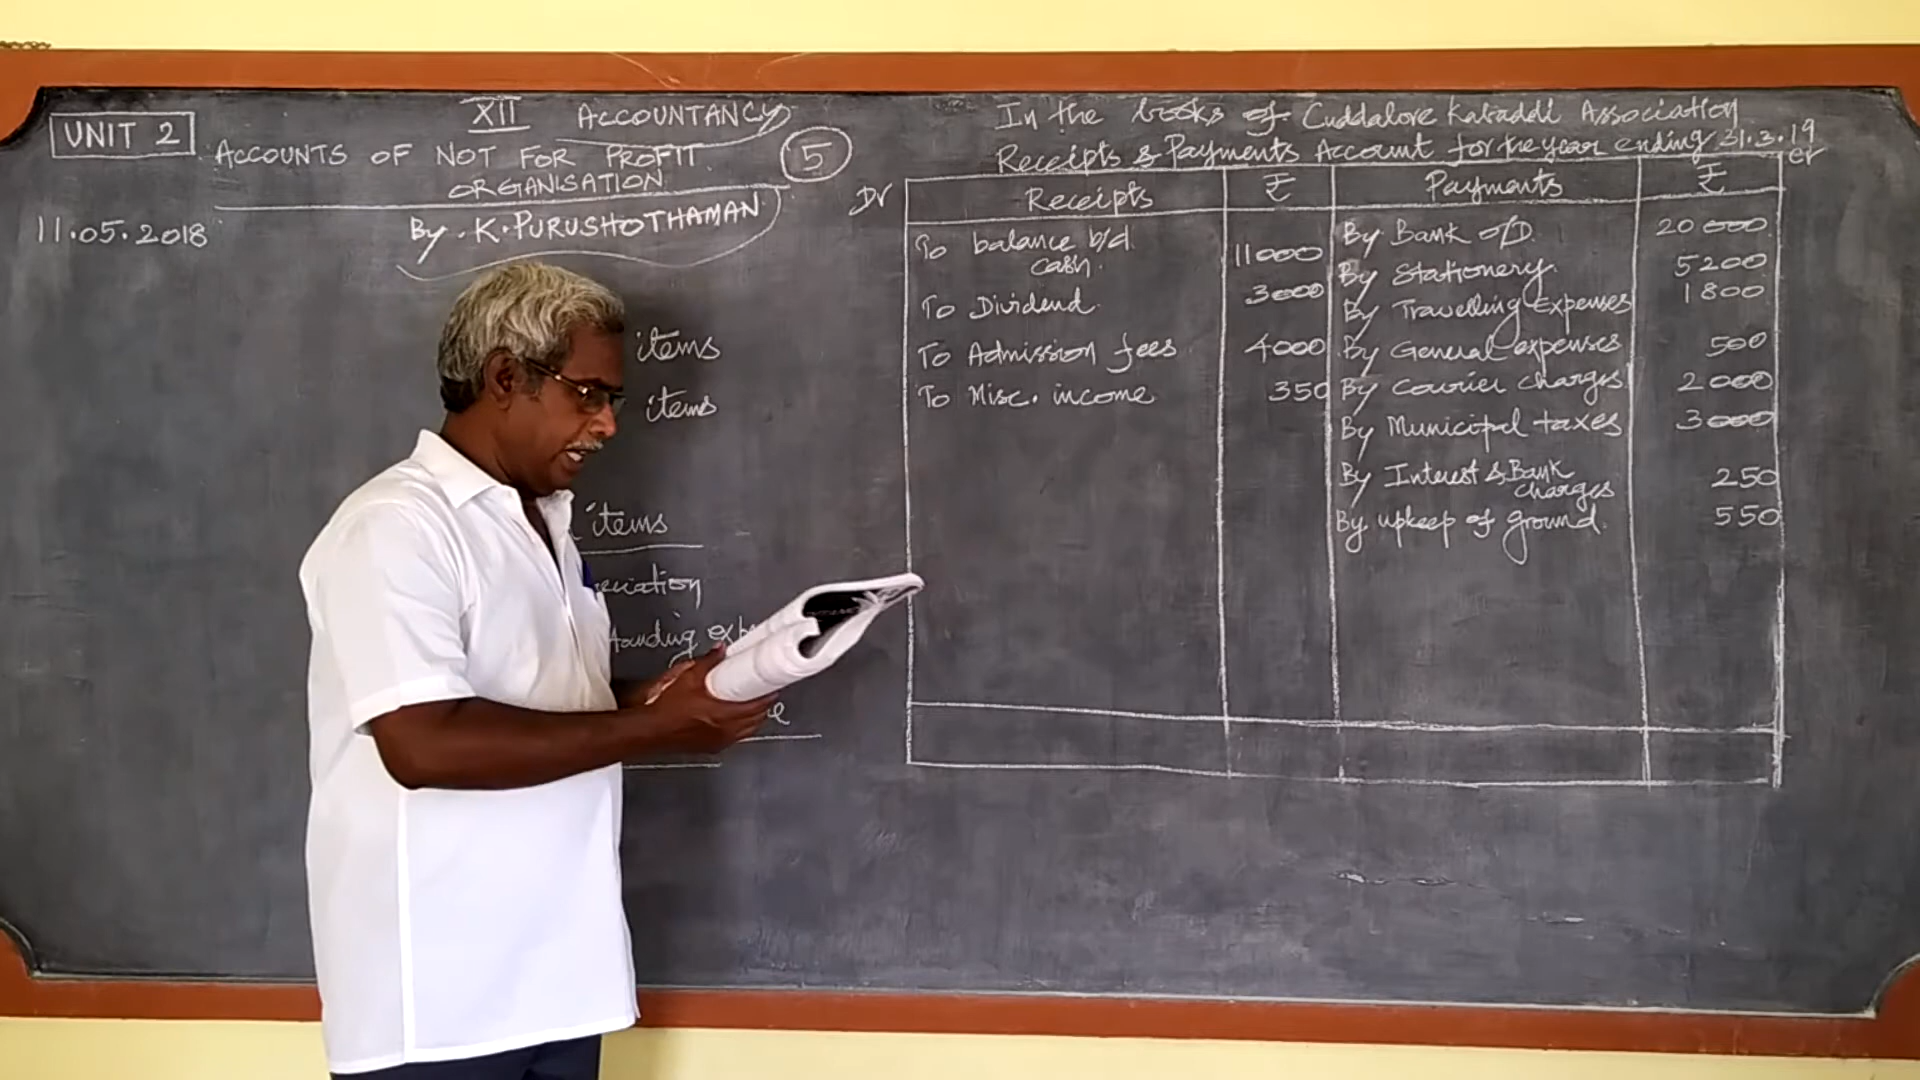 UNIT 2
XII ACCOUNTANCY
ACCOUNTS OF NOT FOR PROFIT
ORGANISATION
5
By. K. PURUSHOTHAMAN
11.05.2018
items
items
items
In the books of Cuddalore Kabaddi Association
Receipts & Payments Account for the year ending 31.3.19
Dr Cr
Receipts ₹ Payments ₹
To balance b/d
cash 11000
To Dividend 3000
To Admission fees 4000
To Misc. income 350
By Bank O/D. 20000
By Stationery 5200
By Travelling Expenses 1800
By General expenses 500
By Courier charges 2000
By Municipal taxes 3000
By Interest & Bank
charges 250
By upkeep of ground. 550